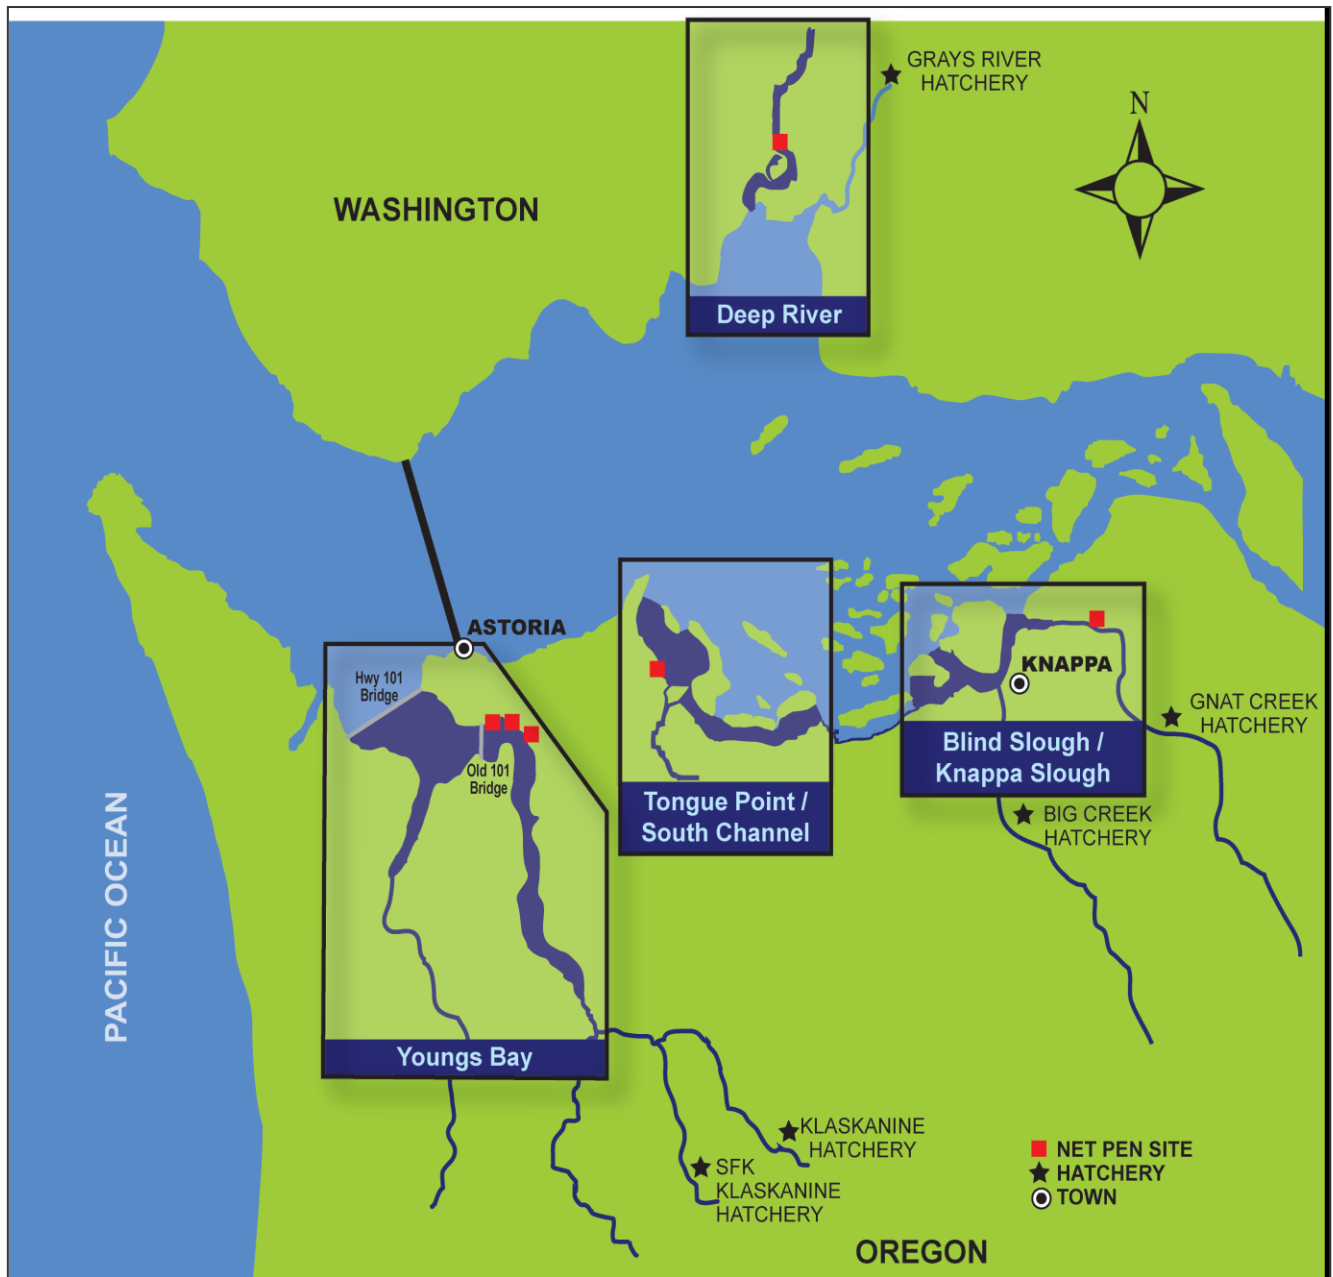 GRAYS RIVER
HATCHERY
N
WASHINGTON
Deep River
ASTORIA
Hwy 101
Bridge
KNAPPA
GNAT CREEK
HATCHERY
Old 101
Bridge
Blind Slough /
Knappa Slough
Tongue Point /
South Channel
BIG CREEK
HATCHERY
PACIFIC OCEAN
Youngs Bay
KLASKANINE
HATCHERY
SFK
KLASKANINE
HATCHERY
NET PEN SITE
HATCHERY
TOWN
OREGON